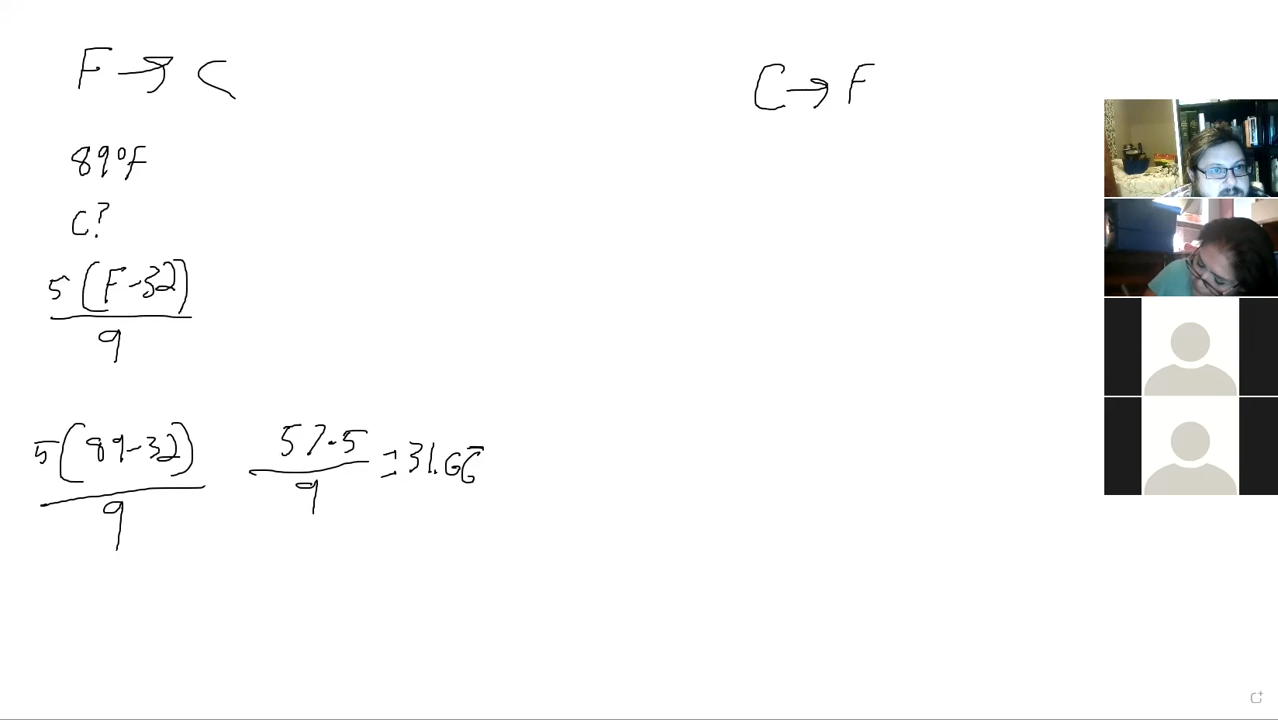 F → C
89°F
C?
5(F-32)
9
5(89-32)
9
57·5
9
=31.66̅
C → F